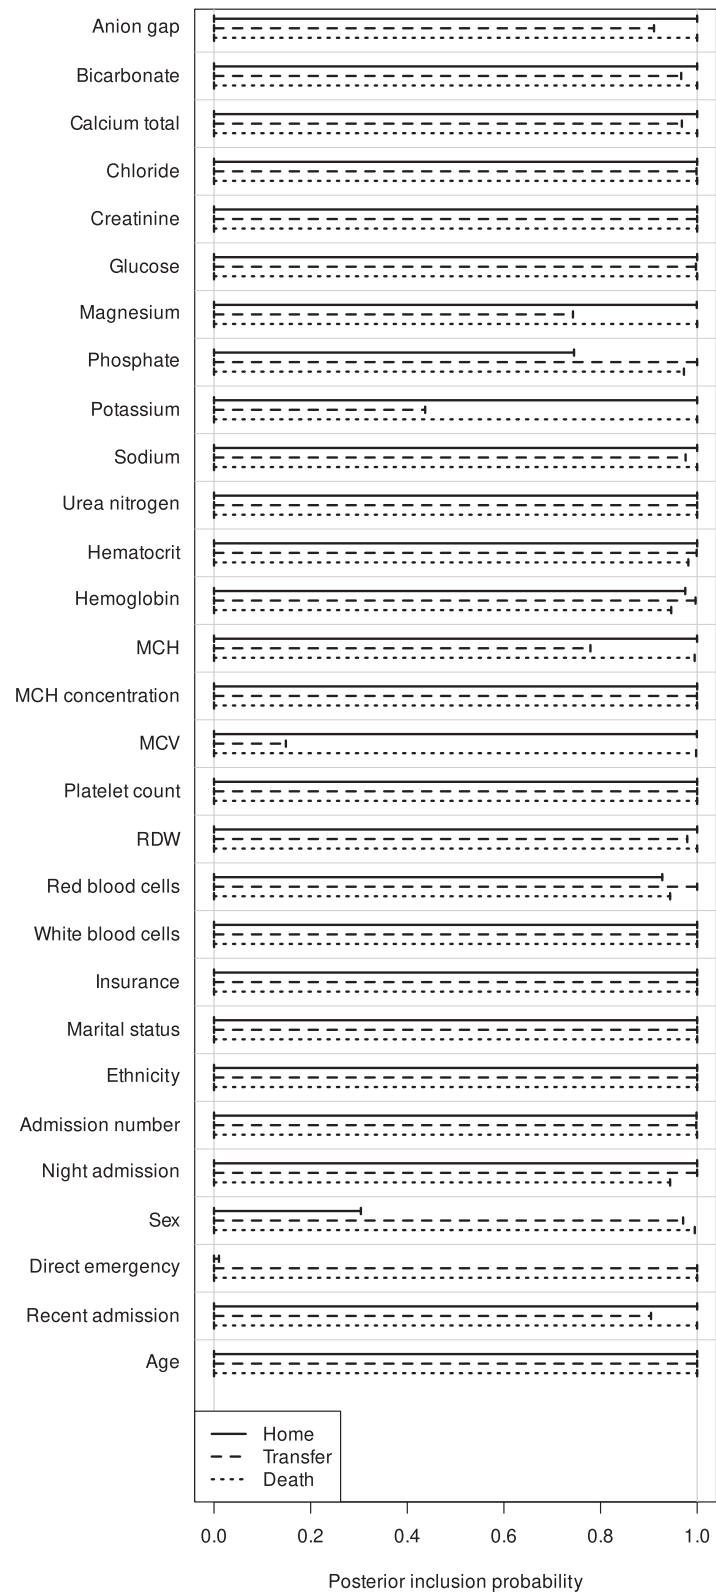 Anion gap
Bicarbonate
Calcium total
Chloride
Creatinine
Glucose
Magnesium
Phosphate
Potassium
Sodium
Urea nitrogen
Hematocrit
Hemoglobin
MCH
MCH concentration
MCV
Platelet count
RDW
Red blood cells
White blood cells
Insurance
Marital status
Ethnicity
Admission number
Night admission
Sex
Direct emergency
Recent admission
Age
Home
Transfer
Death
0.0 0.2 0.4 0.6 0.8 1.0
Posterior inclusion probability